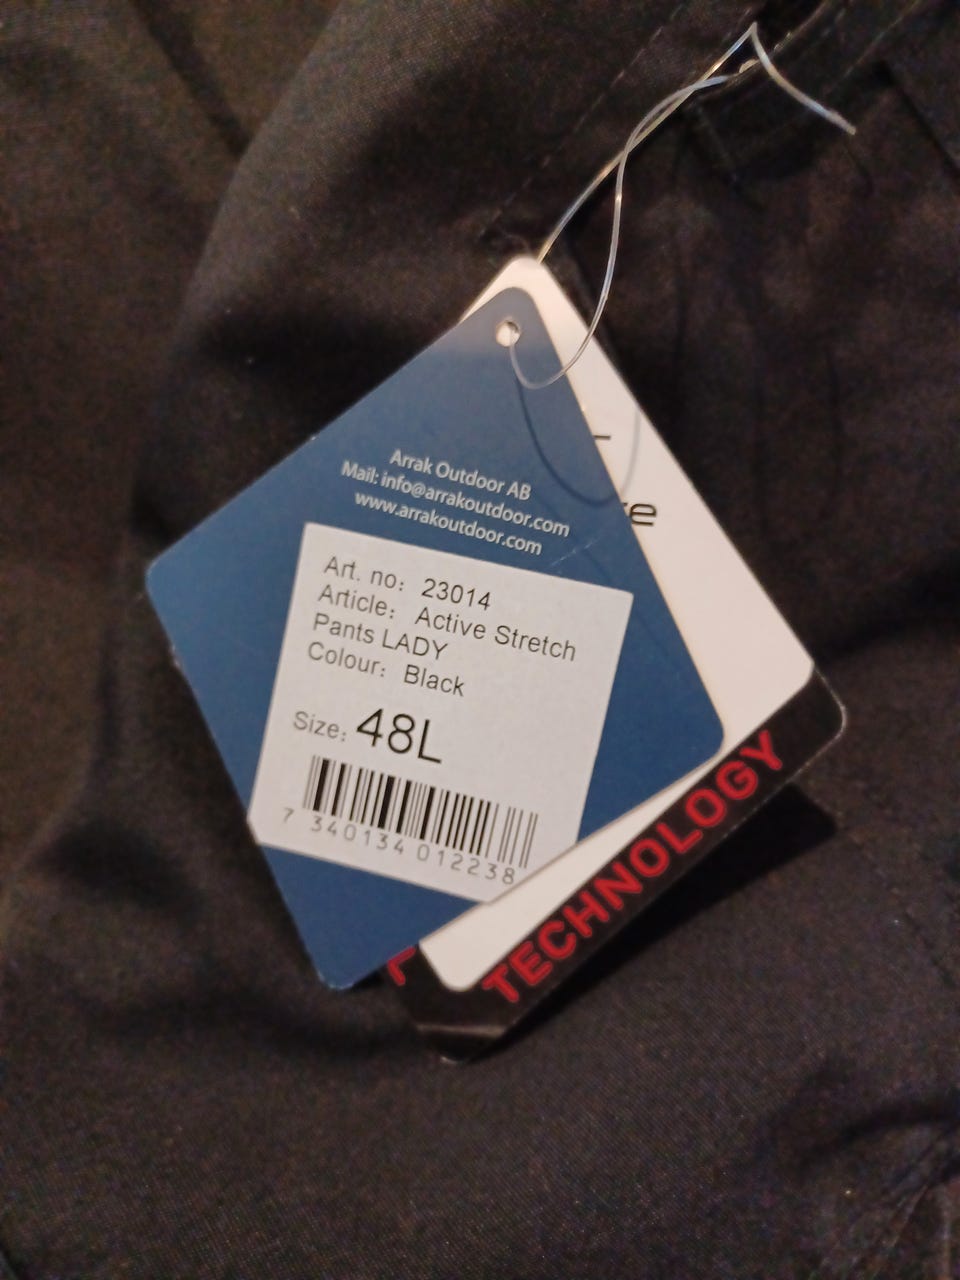 Arrak Outdoor AB
Mail: info@arrakoutdoor.com
www.arrakoutdoor.com
Art. no: 23014
Article: Active Stretch
Pants LADY
Colour: Black
Size: 48L
7 340134 012238
TECHNOLOGY